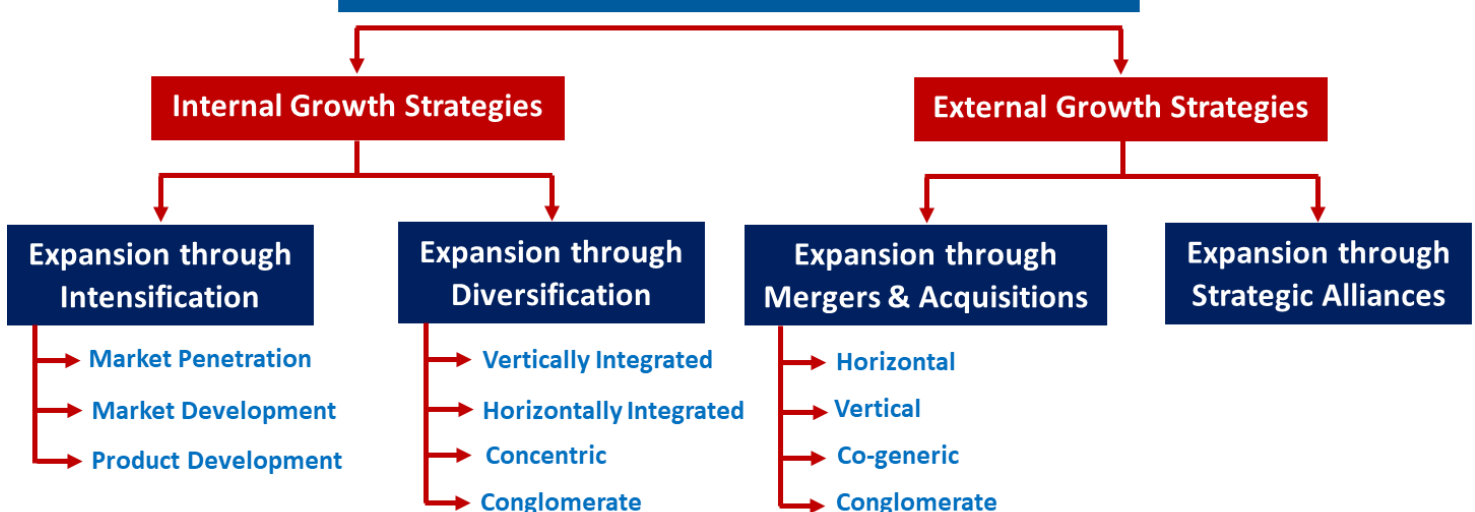 Internal Growth Strategies
External Growth Strategies
Expansion through
Intensification
Market Penetration
Market Development
Product Development
Expansion through
Diversification
Vertically Integrated
Horizontally Integrated
Concentric
Conglomerate
Expansion through
Mergers & Acquisitions
Horizontal
Vertical
Co-generic
Conglomerate
Expansion through
Strategic Alliances